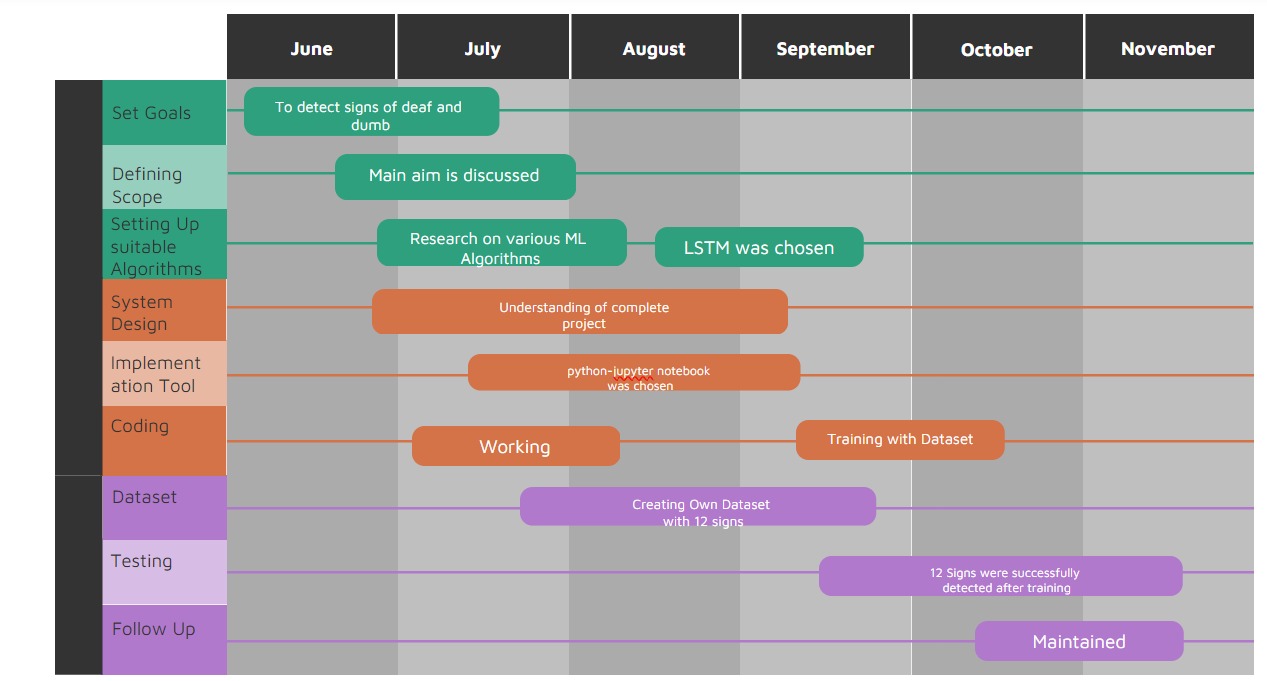 June
July
August
September
October
November
Set Goals
To detect signs of deaf and
dumb
Defining
Scope
Main aim is discussed
Setting Up
suitable
Algorithms
Research on various ML
Algorithms
LSTM was chosen
System
Design
Understanding of complete
project
Implement
ation Tool
python-jupyter notebook
was chosen
Coding
Working
Training with Dataset
Dataset
Creating Own Dataset
with 12 signs
Testing
12 Signs were successfully
detected after training
Follow Up
Maintained